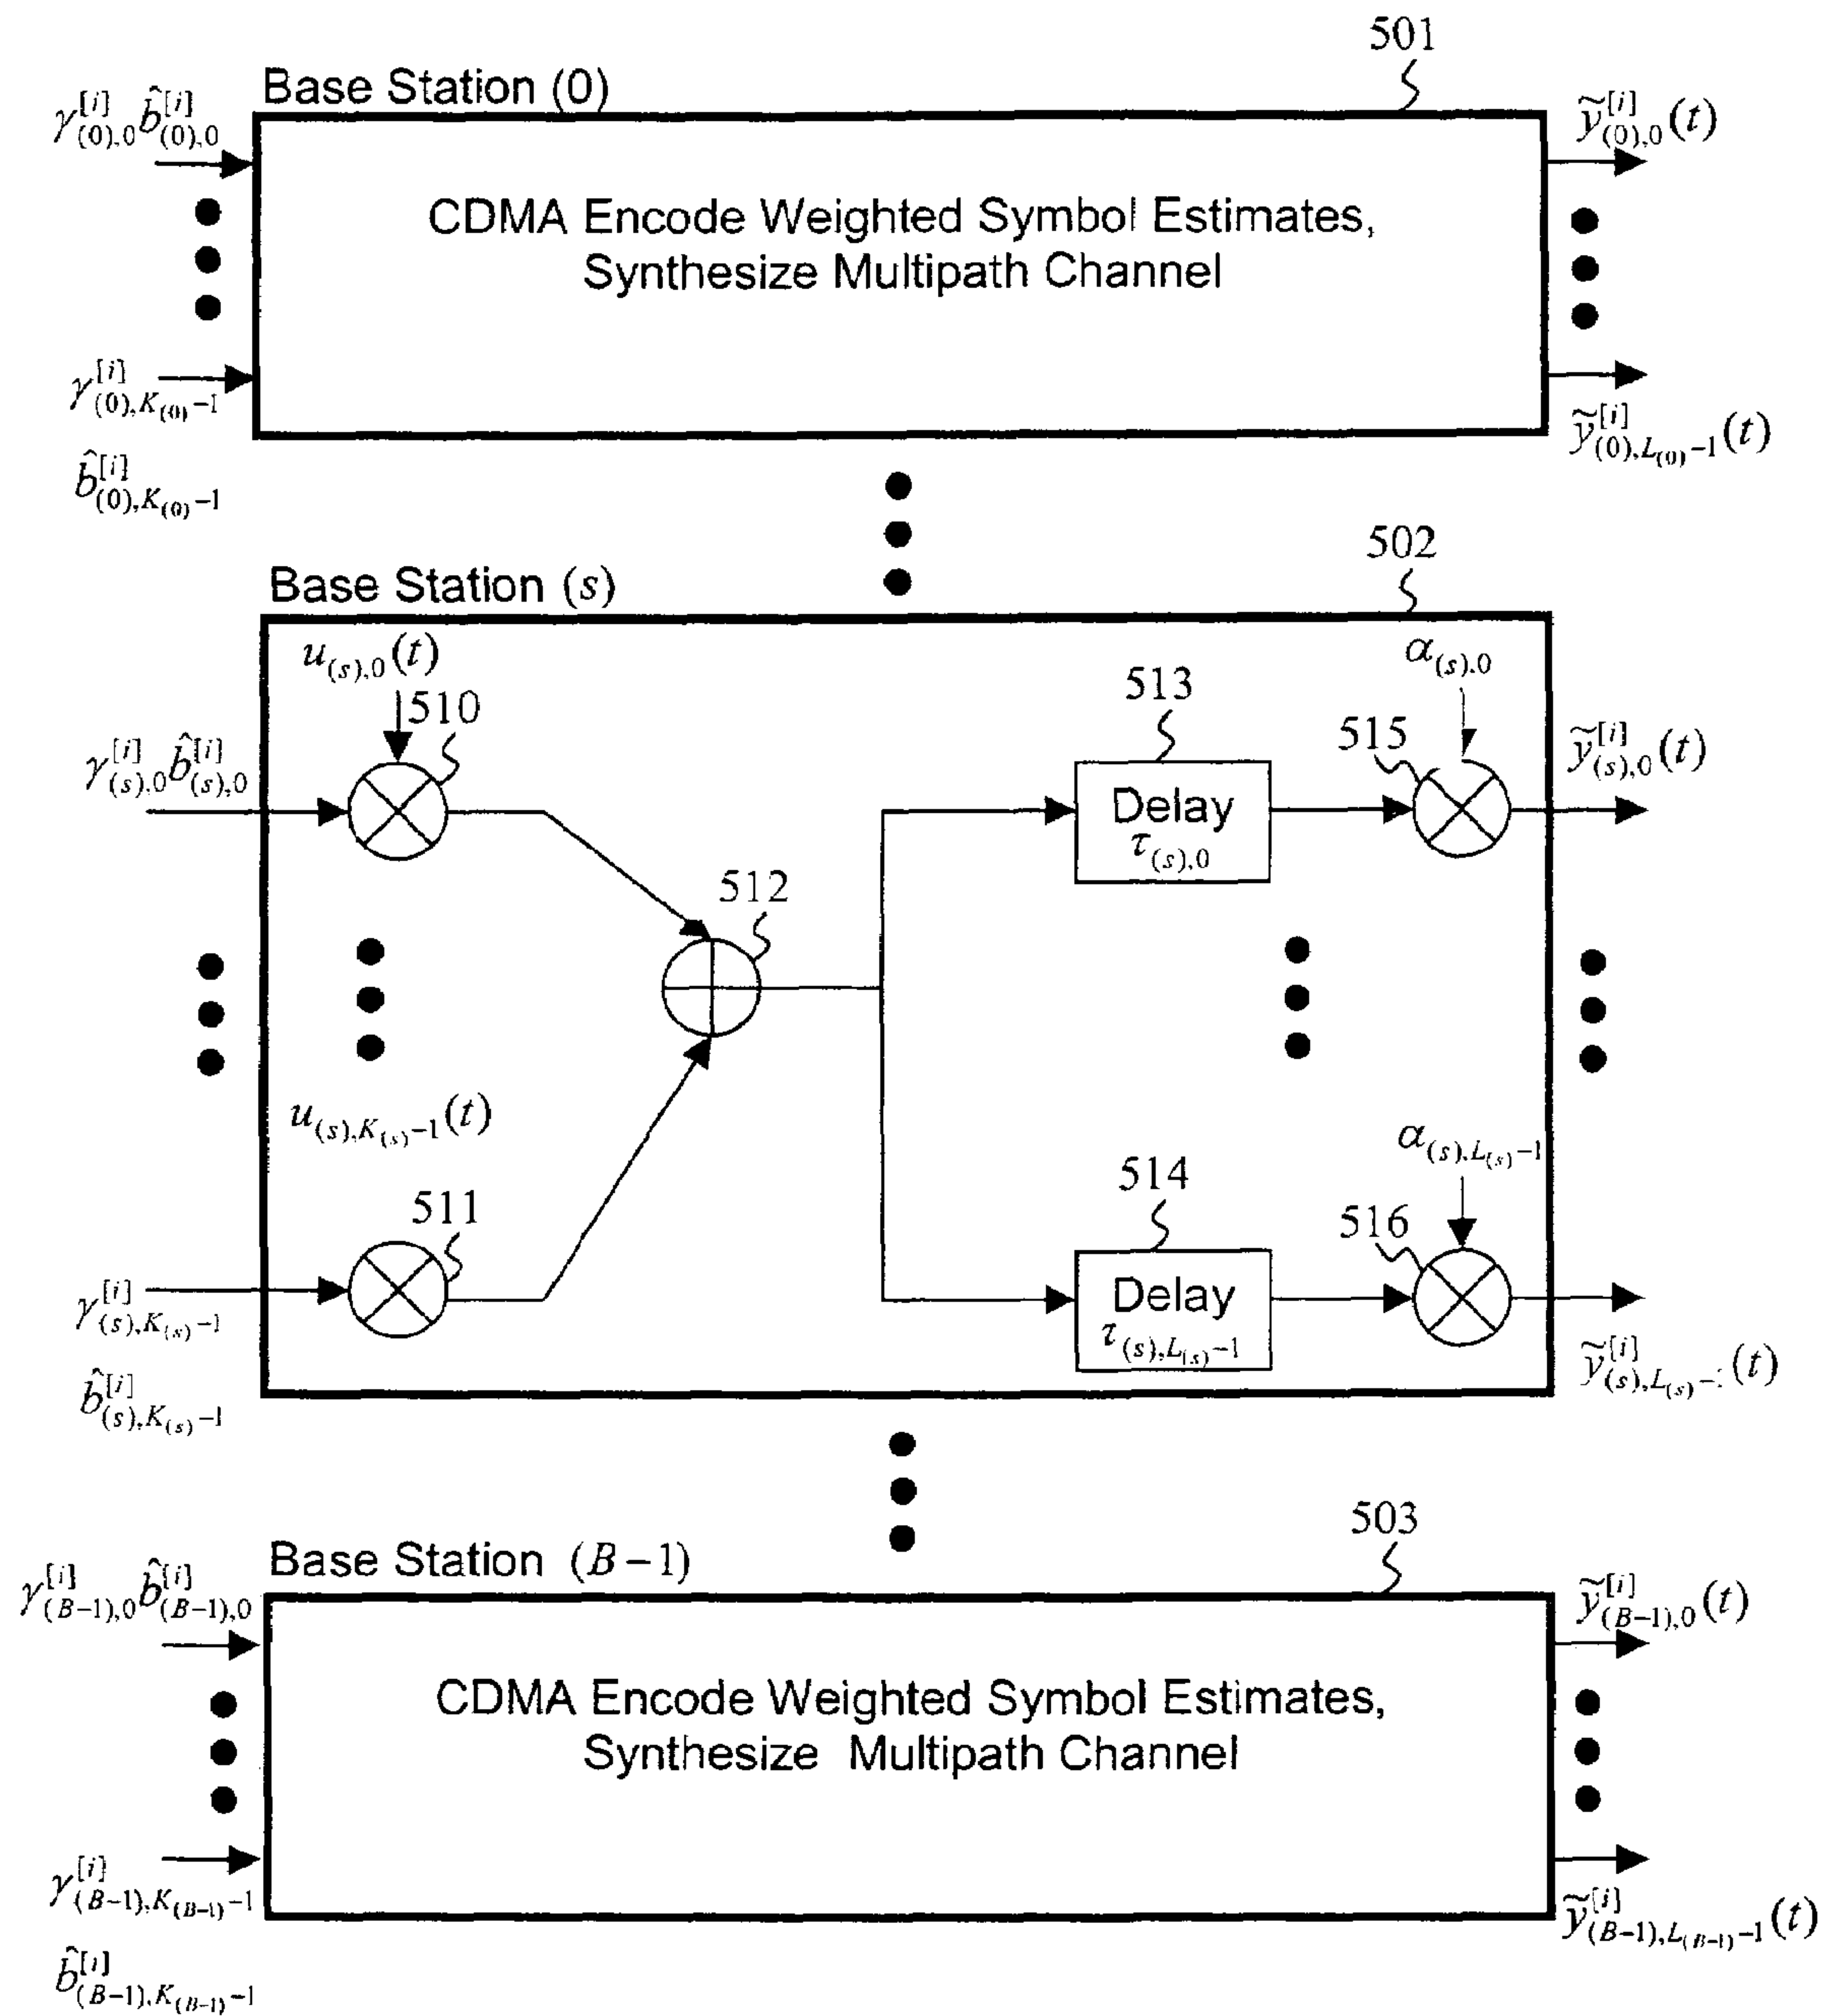 501
Base Station (0)
γ^{[i]}_{(0),0} b̂^{[i]}_{(0),0}
ỹ^{[i]}_{(0),0}(t)
CDMA Encode Weighted Symbol Estimates,
Synthesize Multipath Channel
γ^{[i]}_{(0),K_{(0)}-1}
b̂^{[i]}_{(0),K_{(0)}-1}
ỹ^{[i]}_{(0),L_{(0)}-1}(t)
502
Base Station (s)
u_{(s),0}(t)
α_{(s),0}
510
513
515
γ^{[i]}_{(s),0} b̂^{[i]}_{(s),0}
Delay
τ_{(s),0}
ỹ^{[i]}_{(s),0}(t)
512
u_{(s),K_{(s)}-1}(t)
α_{(s),L_{(s)}-1}
511
514
516
γ^{[i]}_{(s),K_{(s)}-1}
b̂^{[i]}_{(s),K_{(s)}-1}
Delay
τ_{(s),L_{(s)}-1}
ỹ^{[i]}_{(s),L_{(s)}-1}(t)
503
Base Station (B-1)
γ^{[i]}_{(B-1),0} b̂^{[i]}_{(B-1),0}
ỹ^{[i]}_{(B-1),0}(t)
CDMA Encode Weighted Symbol Estimates,
Synthesize Multipath Channel
γ^{[i]}_{(B-1),K_{(B-1)}-1}
b̂^{[i]}_{(B-1),K_{(B-1)}-1}
ỹ^{[i]}_{(B-1),L_{(B-1)}-1}(t)